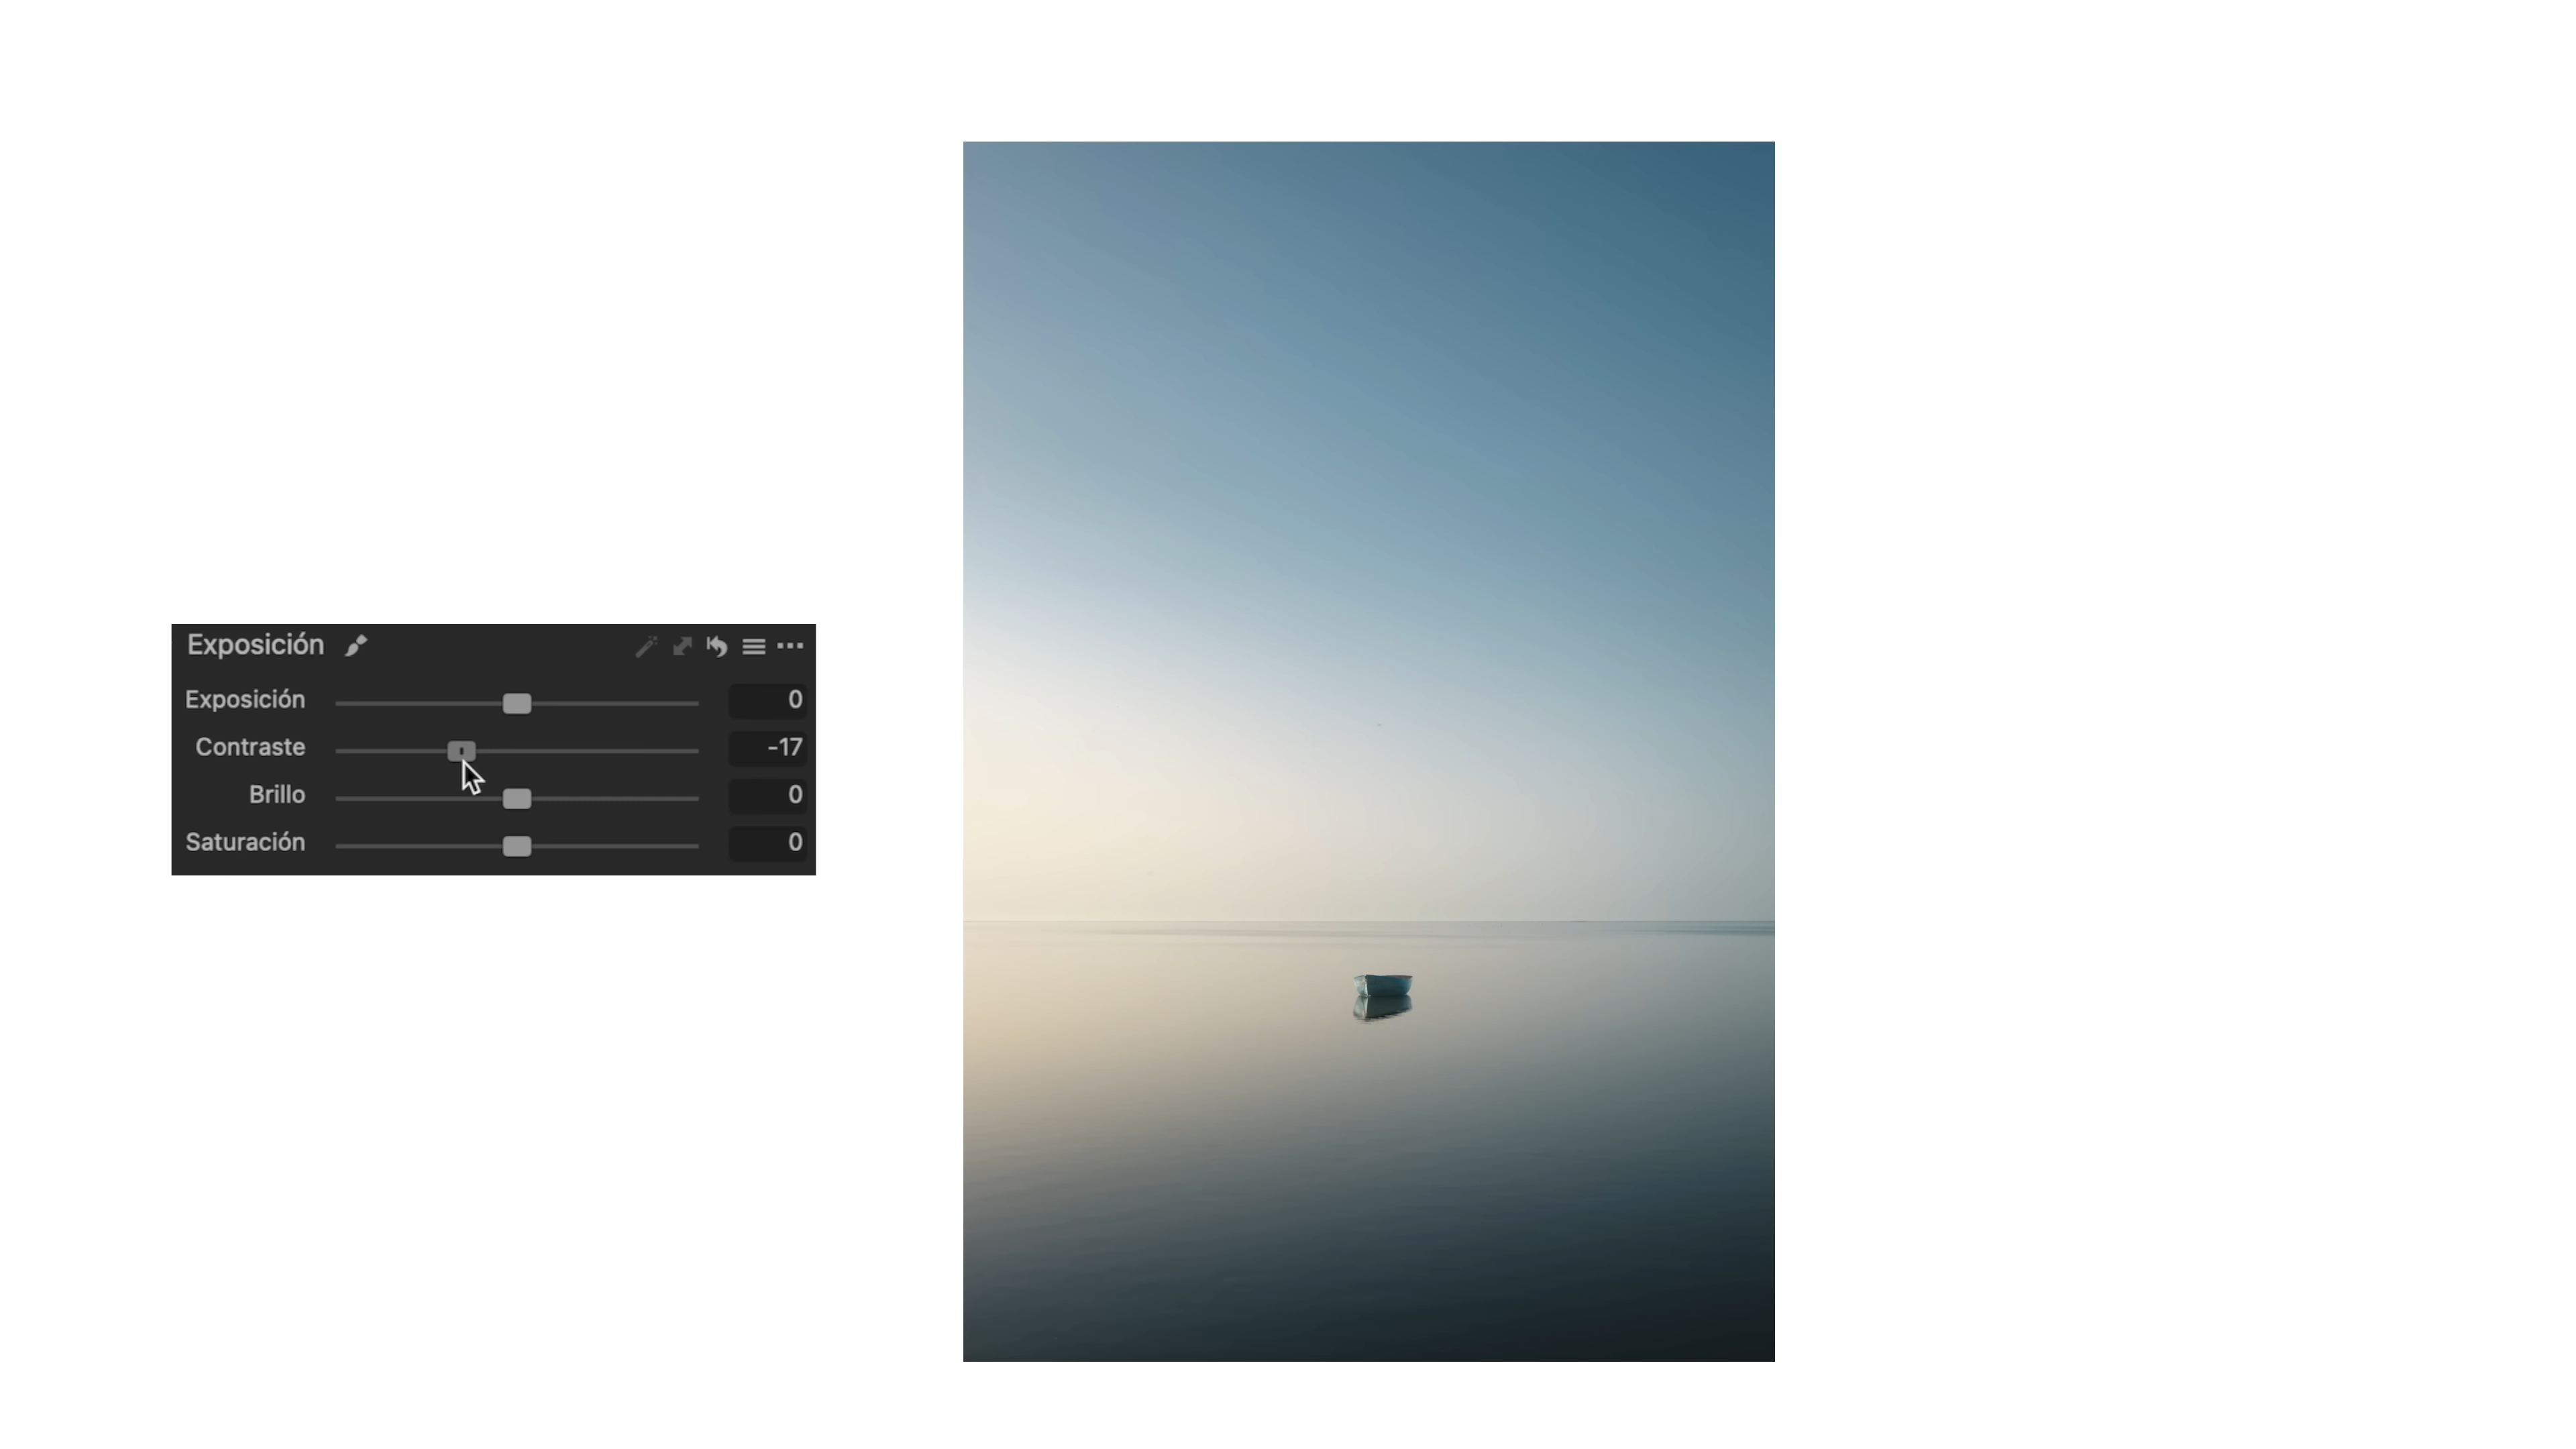 Exposición
Exposición 0
Contraste -17
Brillo 0
Saturación 0